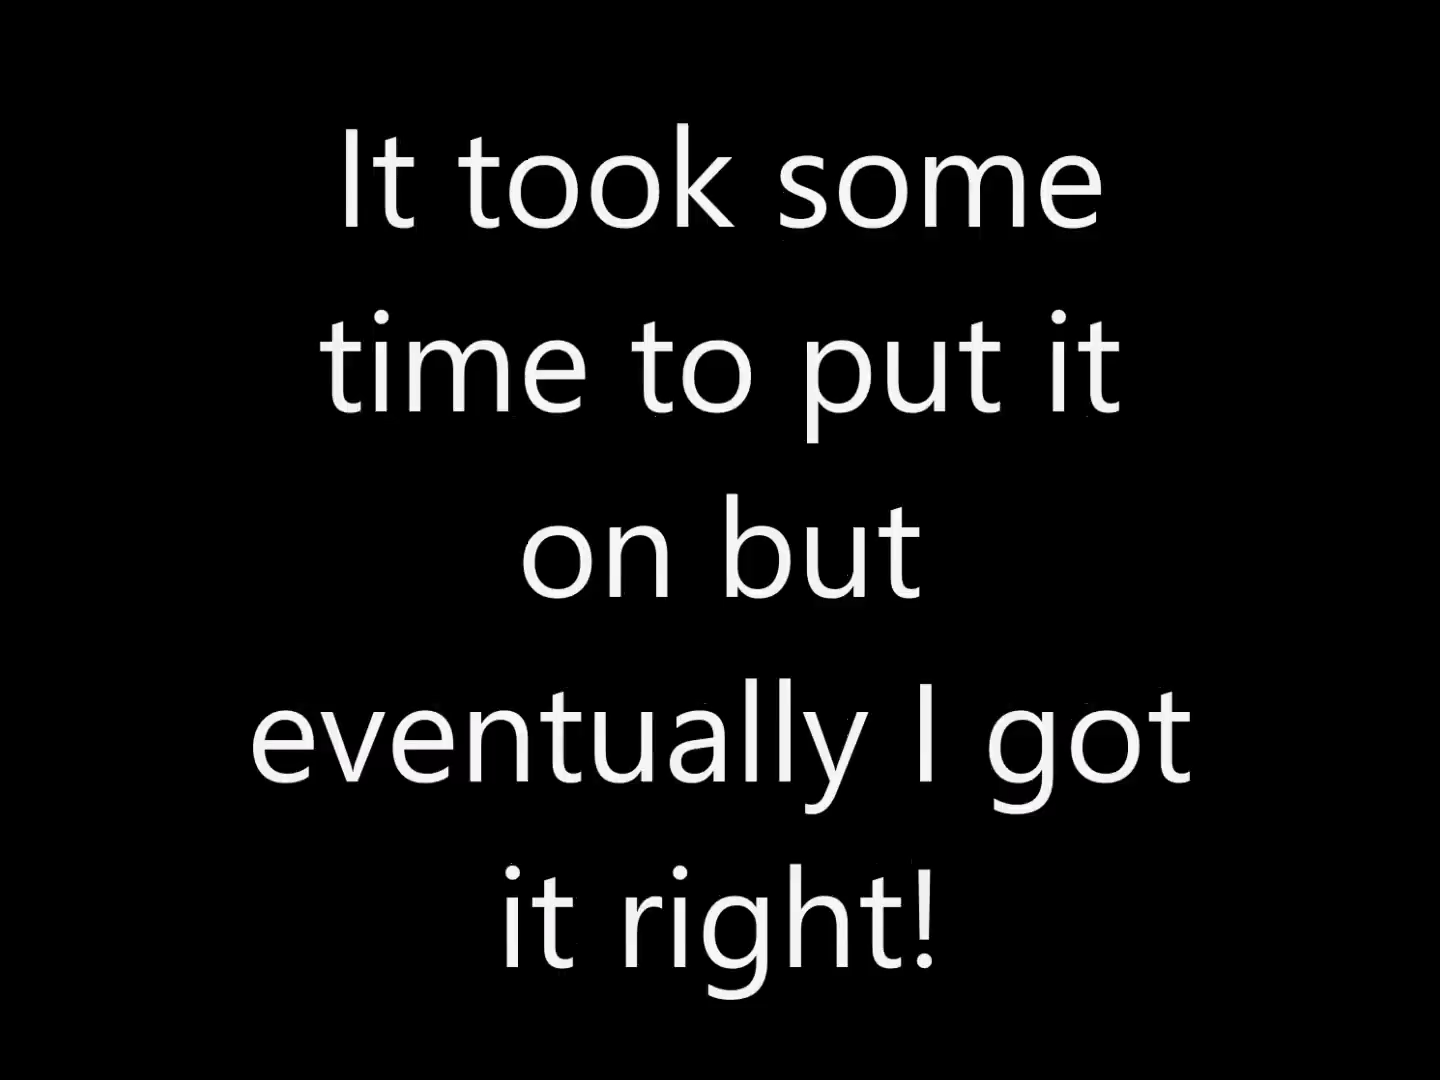 It took some
time to put it
on but
eventually I got
it right!